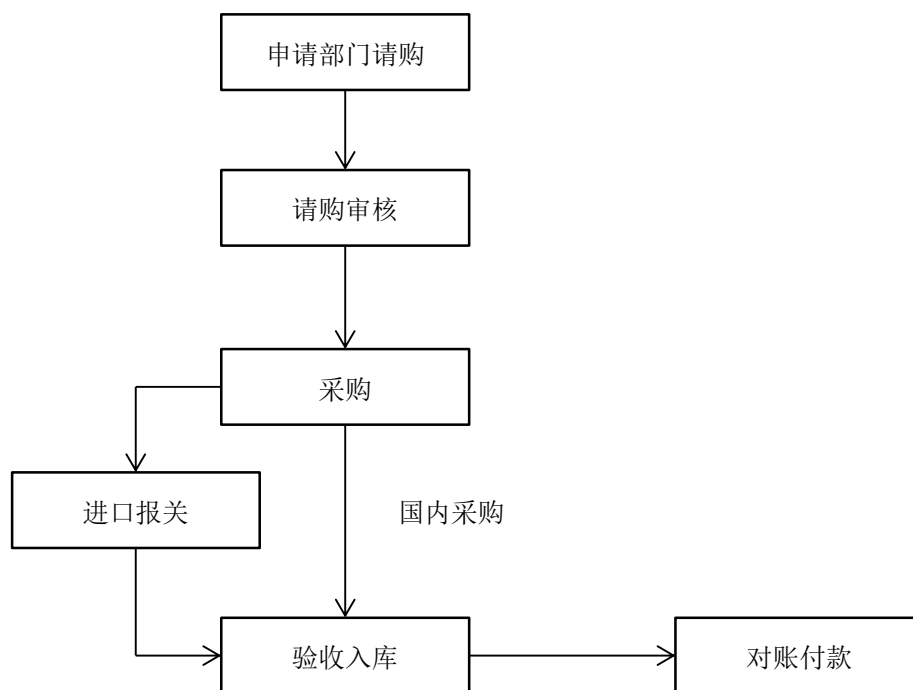 申请部门请购
请购审核
采购
进口报关
国内采购
验收入库
对账付款